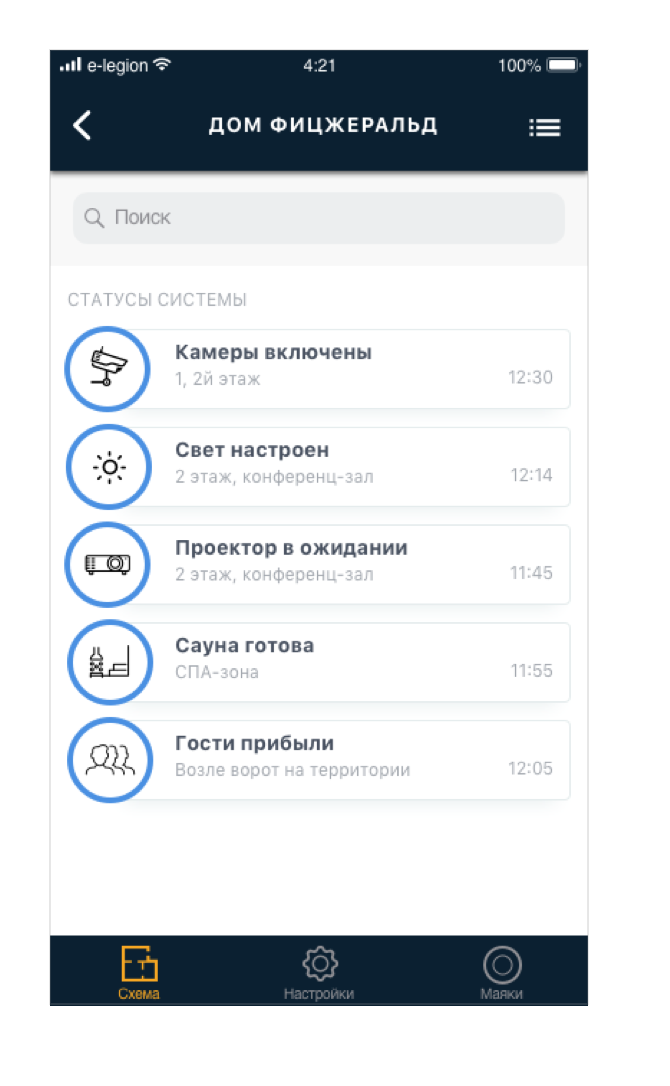 e-legion 4:21 100%
ДОМ ФИЦЖЕРАЛЬД
Поиск
СТАТУСЫ СИСТЕМЫ
Камеры включены
1, 2й этаж 12:30
Свет настроен
2 этаж, конференц-зал 12:14
Проектор в ожидании
2 этаж, конференц-зал 11:45
Сауна готова
СПА-зона 11:55
Гости прибыли
Возле ворот на территории 12:05
Схема Настройки Маяки